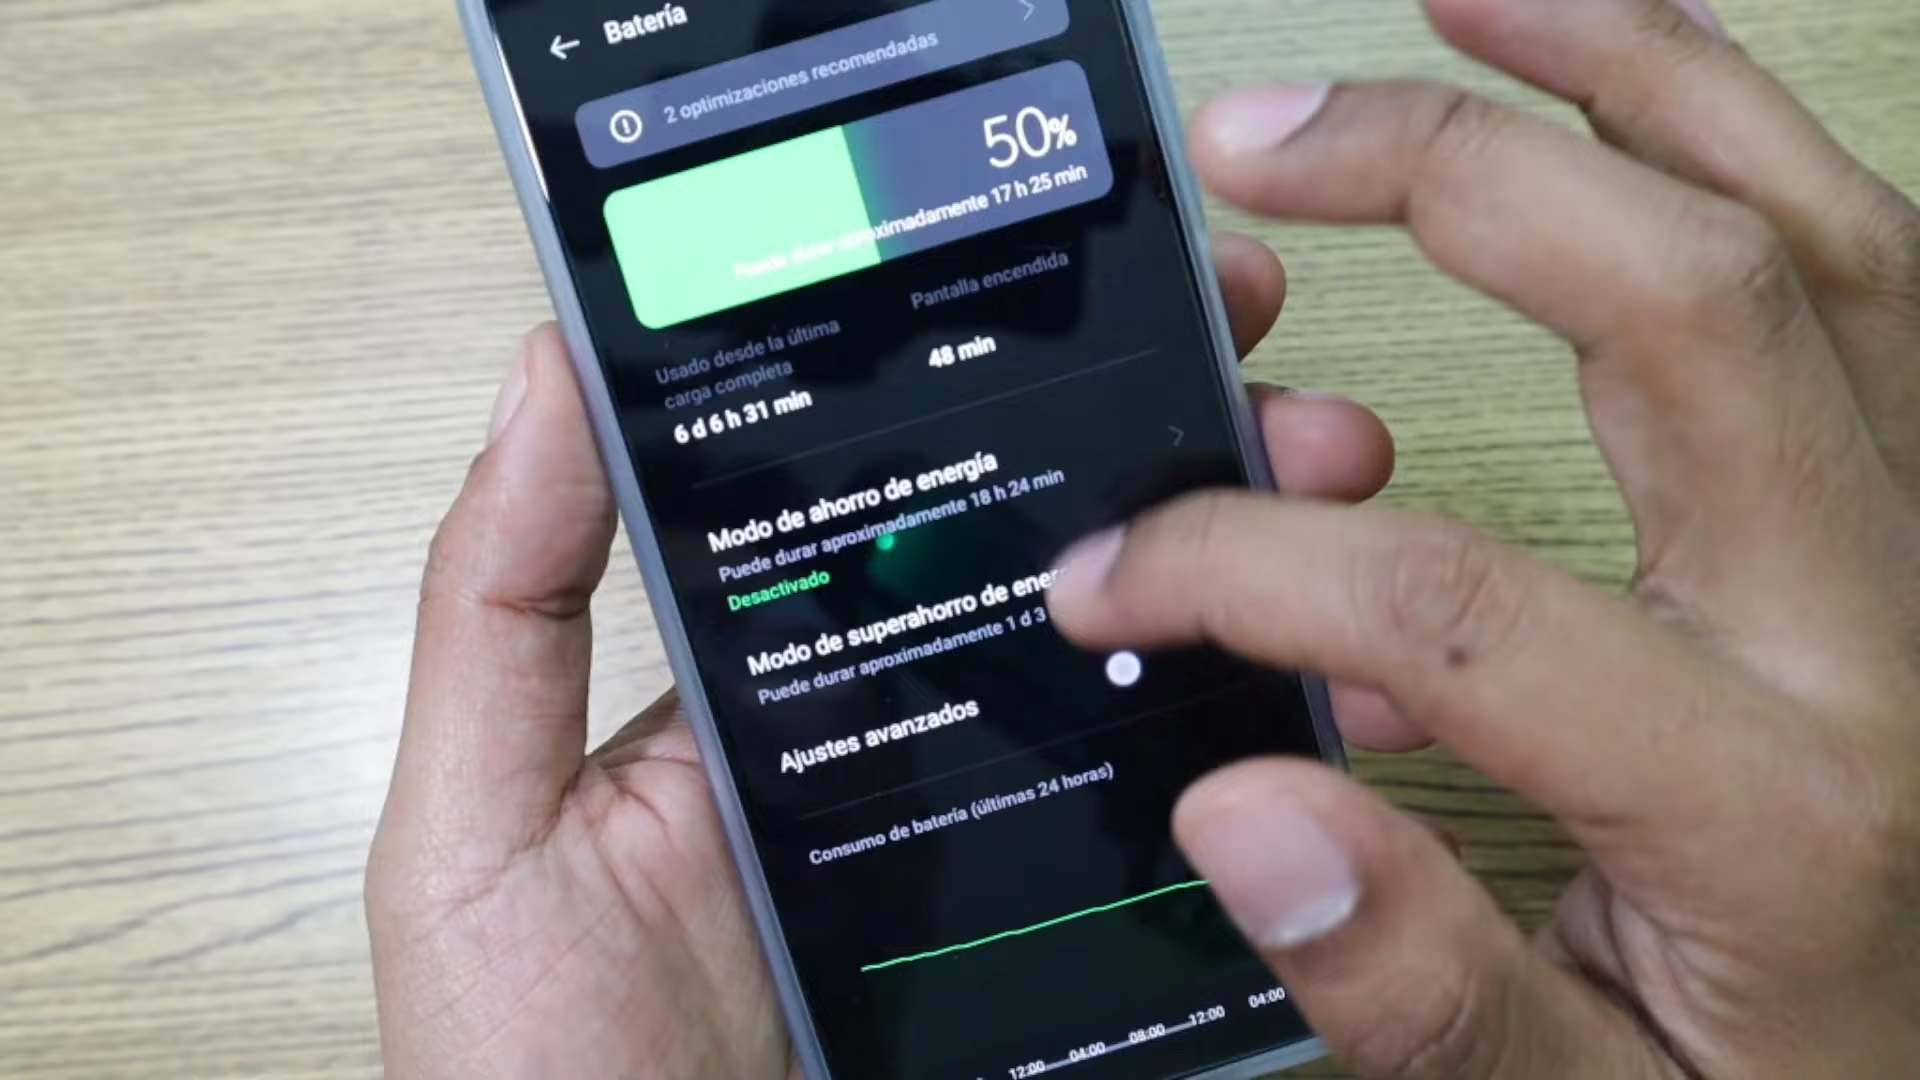 Batería
2 optimizaciones recomendadas
50%
Puede durar aproximadamente 17 h 25 min
Usado desde la última
carga completa
6 d 6 h 31 min
Pantalla encendida
48 min
Modo de ahorro de energía
Puede durar aproximadamente 18 h 24 min
Desactivado
Modo de superahorro de
Puede durar aproximadamente 1 d 3
Ajustes avanzados
Consumo de batería (últimas 24 horas)
12:00 04:00 08:00 12:00 04:00